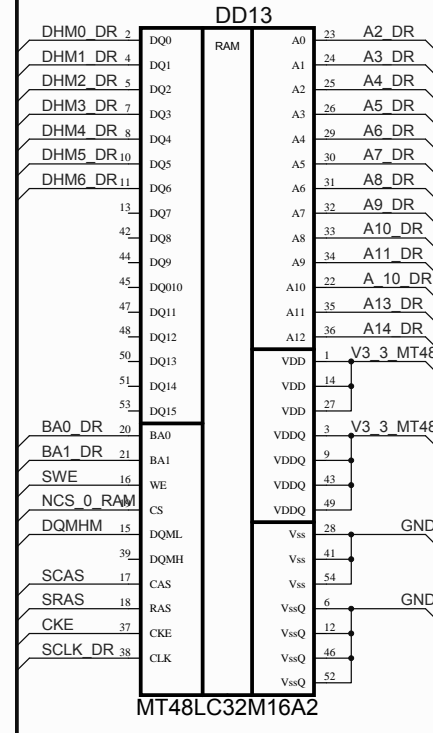 DD13
DHM0_DR 2 DQ0 RAM A0 23 A2_DR
DHM1_DR 4 DQ1 A1 24 A3_DR
DHM2_DR 5 DQ2 A2 25 A4_DR
DHM3_DR 7 DQ3 A3 26 A5_DR
DHM4_DR 8 DQ4 A4 29 A6_DR
DHM5_DR 10 DQ5 A5 30 A7_DR
DHM6_DR 11 DQ6 A6 31 A8_DR
13 DQ7 A7 32 A9_DR
42 DQ8 A8 33 A10_DR
44 DQ9 A9 34 A11_DR
45 DQ010 A10 22 A_10_DR
47 DQ11 A11 35 A13_DR
48 DQ12 A12 36 A14_DR
50 DQ13 VDD 1 V3_3_MT48
51 DQ14 VDD 14
53 DQ15 VDD 27
BA0_DR 20 BA0 VDDQ 3 V3_3_MT48
BA1_DR 21 BA1 VDDQ 9
SWE 16 WE VDDQ 43
NCS_0_RAM CS VDDQ 49
DQMHM 15 DQML Vss 28 GND
39 DQMH Vss 41
SCAS 17 CAS Vss 54
SRAS 18 RAS VssQ 6 GND
CKE 37 CKE VssQ 12
SCLK_DR 38 CLK VssQ 46
VssQ 52
MT48LC32M16A2